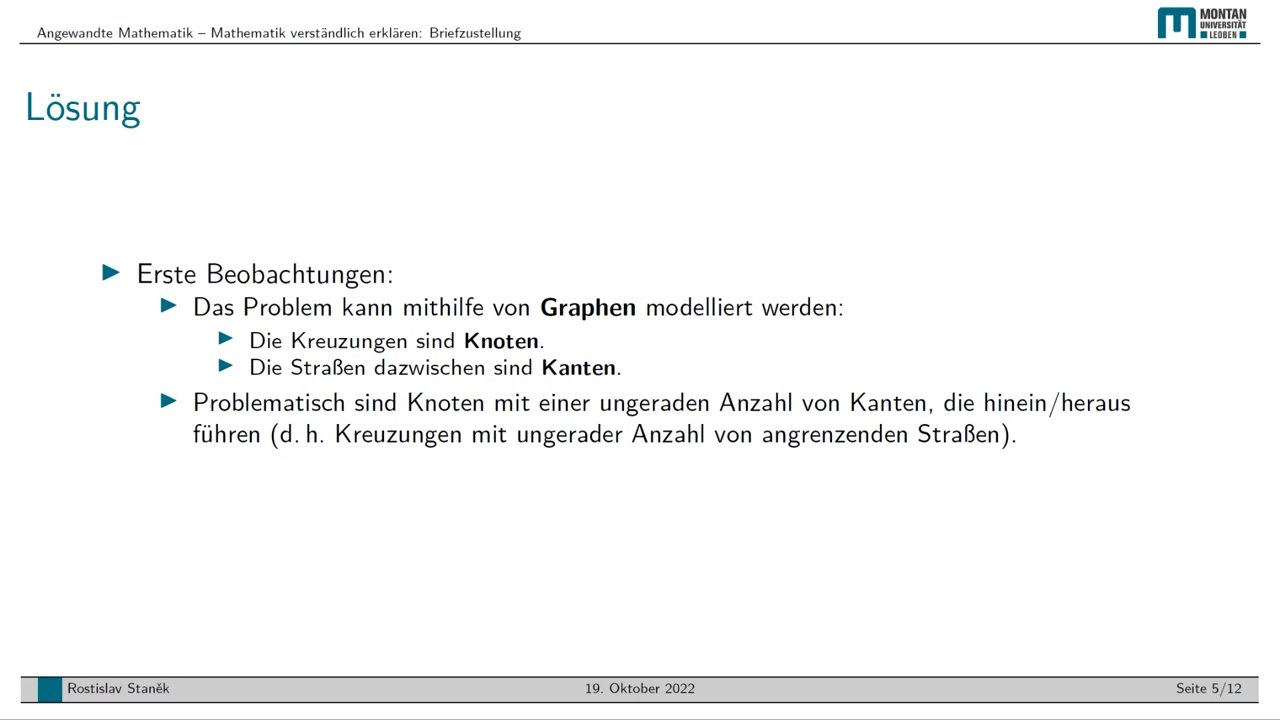 Angewandte Mathematik – Mathematik verständlich erklären: Briefzustellung
MONTAN
UNIVERSITÄT
LEOBEN
Lösung
Erste Beobachtungen:
Das Problem kann mithilfe von Graphen modelliert werden:
Die Kreuzungen sind Knoten.
Die Straßen dazwischen sind Kanten.
Problematisch sind Knoten mit einer ungeraden Anzahl von Kanten, die hinein/heraus
führen (d. h. Kreuzungen mit ungerader Anzahl von angrenzenden Straßen).
Rostislav Staněk
19. Oktober 2022
Seite 5/12